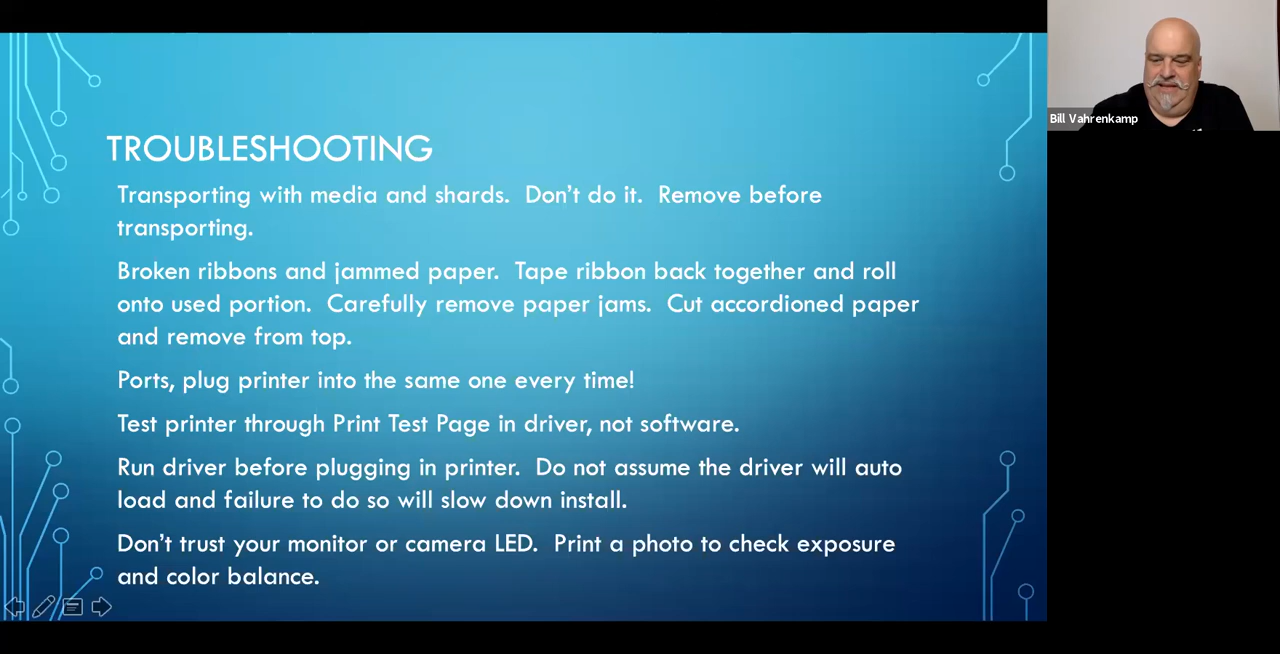 TROUBLESHOOTING
Transporting with media and shards.  Don't do it.  Remove before
transporting.
Broken ribbons and jammed paper.  Tape ribbon back together and roll
onto used portion.  Carefully remove paper jams.  Cut accordioned paper
and remove from top.
Ports, plug printer into the same one every time!
Test printer through Print Test Page in driver, not software.
Run driver before plugging in printer.  Do not assume the driver will auto
load and failure to do so will slow down install.
Don't trust your monitor or camera LED.  Print a photo to check exposure
and color balance.
Bill Vahrenkamp